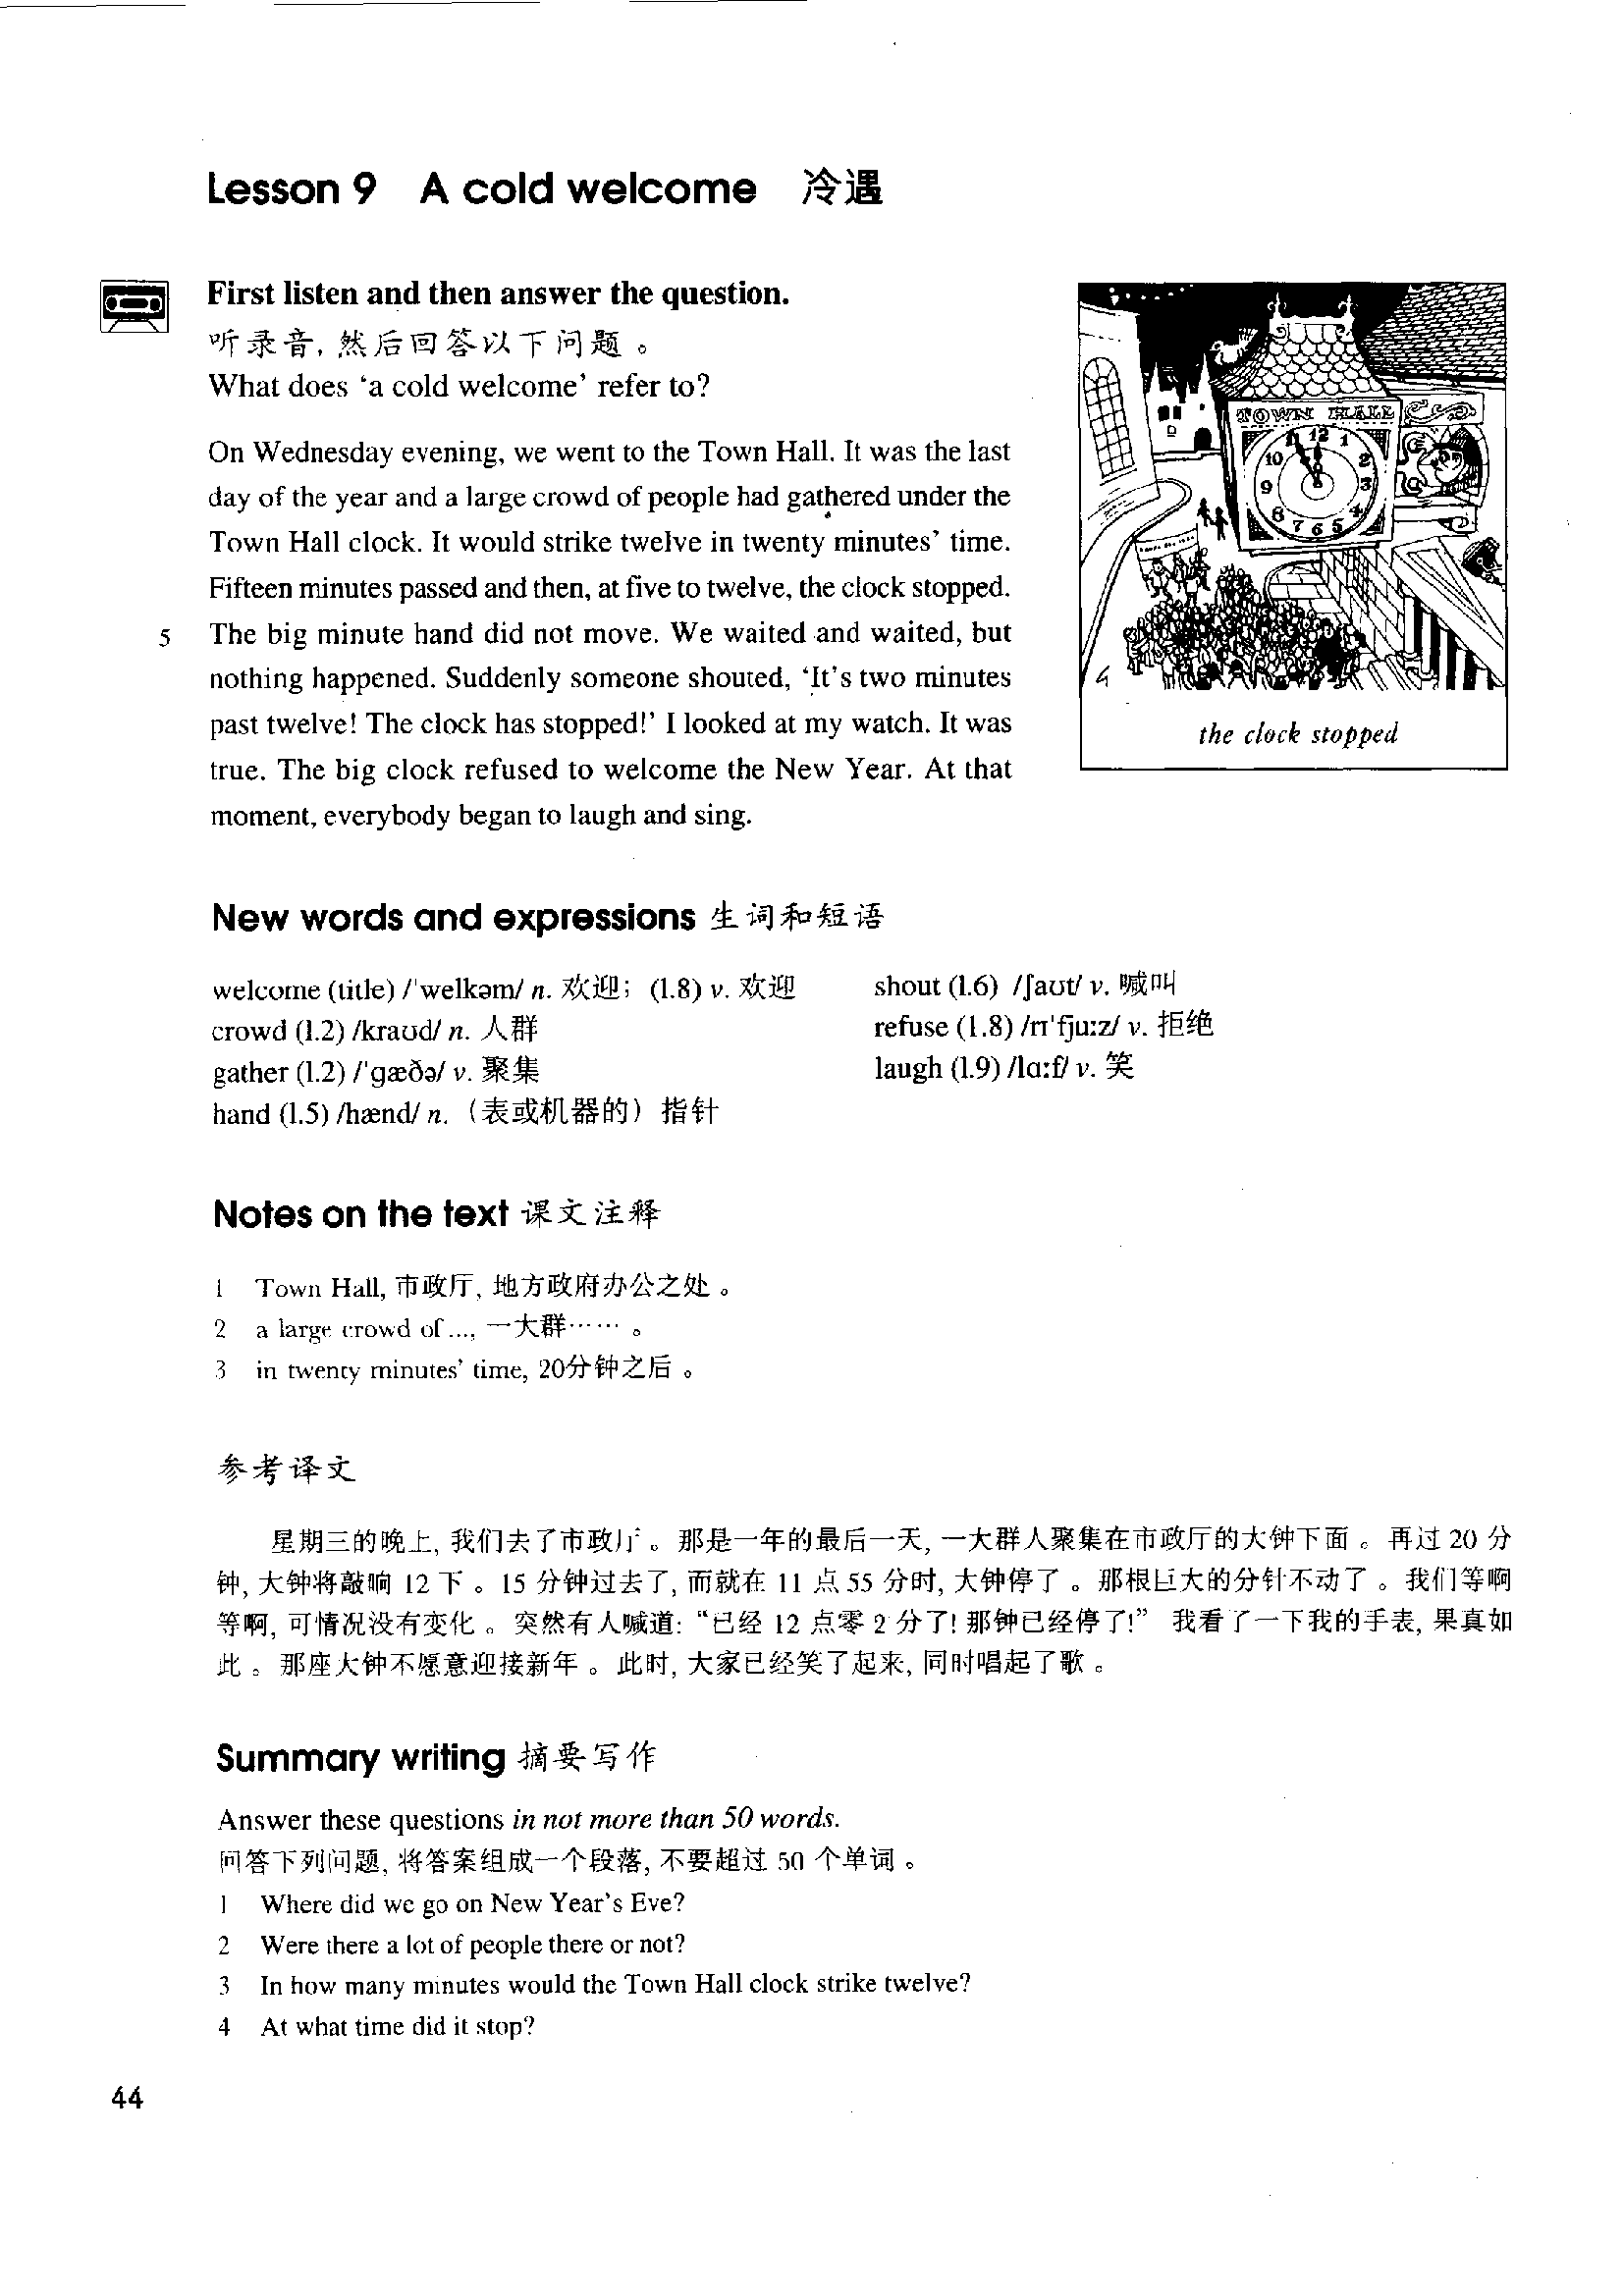 Lesson 9 A cold welcome 冷遇
First listen and then answer the question.
听录音,然后回答以下问题。
What does ‘a cold welcome’ refer to?
On Wednesday evening, we went to the Town Hall. It was the last
day of the year and a large crowd of people had gathered under the
Town Hall clock. It would strike twelve in twenty minutes’ time.
Fifteen minutes passed and then, at five to twelve, the clock stopped.
5 The big minute hand did not move. We waited and waited, but
nothing happened. Suddenly someone shouted, ‘It’s two minutes
past twelve! The clock has stopped!’ I looked at my watch. It was
true. The big clock refused to welcome the New Year. At that
moment, everybody began to laugh and sing.
TOWN HALL
12 1 2 3 4 5 6 7 8 9 10 11
the clock stopped
New words and expressions 生词和短语
welcome (title) /ˈwelkəm/ n. 欢迎; (l.8) v. 欢迎
crowd (l.2) /kraʊd/ n. 人群
gather (l.2) /ˈgæðə/ v. 聚集
hand (l.5) /hænd/ n. (表或机器的) 指针
shout (l.6) /ʃaʊt/ v. 喊叫
refuse (l.8) /rɪˈfjuːz/ v. 拒绝
laugh (l.9) /lɑːf/ v. 笑
Notes on the text 课文注释
1 Town Hall, 市政厅, 地方政府办公之处。
2 a large crowd of ..., 一大群……。
3 in twenty minutes’ time, 20分钟之后。
参考译文
星期三的晚上, 我们去了市政厅。那是一年的最后一天, 一大群人聚集在市政厅的大钟下面。再过 20 分
钟, 大钟将敲响 12 下。15 分钟过去了, 而就在 11 点 55 分时, 大钟停了。那根巨大的分针不动了。我们等啊
等啊, 可情况没有变化。突然有人喊道: “已经 12 点零 2 分了! 那钟已经停了!” 我看了一下我的手表, 果真如
此。那座大钟不愿意迎接新年。此时, 大家已经笑了起来, 同时唱起了歌。
Summary writing 摘要写作
Answer these questions in not more than 50 words.
回答下列问题, 将答案组成一个段落, 不要超过 50 个单词。
1 Where did we go on New Year’s Eve?
2 Were there a lot of people there or not?
3 In how many minutes would the Town Hall clock strike twelve?
4 At what time did it stop?
44